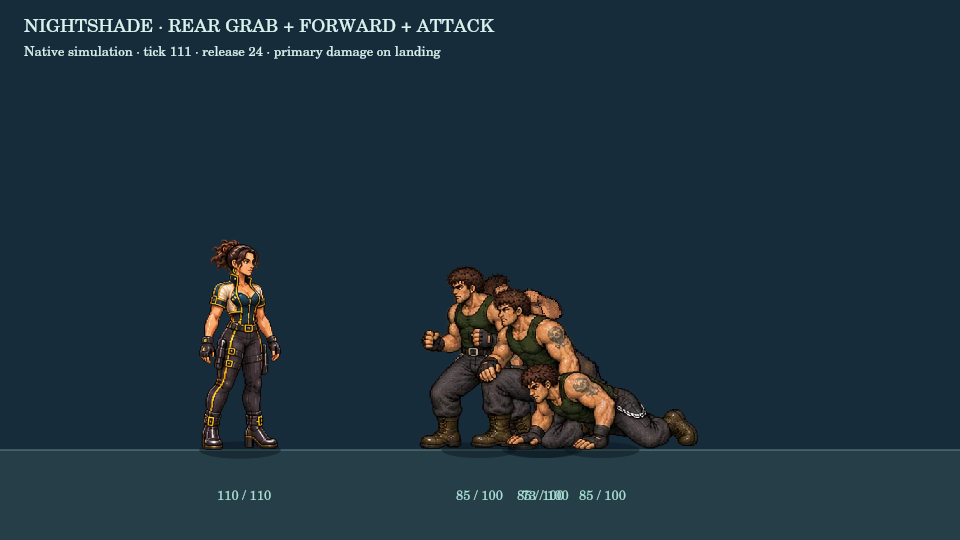 NIGHTSHADE · REAR GRAB + FORWARD + ATTACK
Native simulation · tick 111 · release 24 · primary damage on landing
110 / 110 85 / 100 85 / 100